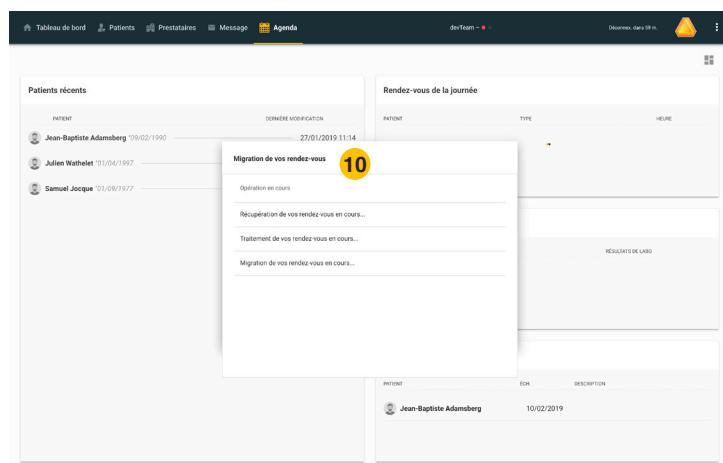 Tableau de bord Patients Prestataires Message Agenda devTeam – Déconnex. dans 59 m.
Patients récents
PATIENT DERNIÈRE MODIFICATION
Jean-Baptiste Adamsberg °09/02/1990 27/01/2019 11:14
Julien Wathelet °01/04/1997
Samuel Jocque °01/09/1977
Rendez-vous de la journée
PATIENT TYPE HEURE
Migration de vos rendez-vous 10
Opération en cours
Récupération de vos rendez-vous en cours...
Traitement de vos rendez-vous en cours...
Migration de vos rendez-vous en cours...
RÉSULTATS DE LABO
PATIENT ÉCH. DESCRIPTION
Jean-Baptiste Adamsberg 10/02/2019